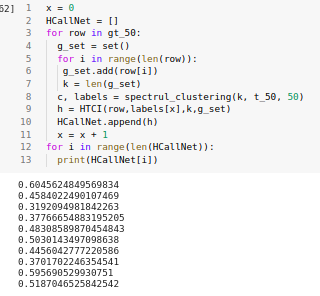 62] 1 x = 0
2 HCallNet = []
3 for row in gt_50:
4 g_set = set()
5 for i in range(len(row)):
6 g_set.add(row[i])
7 k = len(g_set)
8 c, labels = spectrul_clustering(k, t_50, 50)
9 h = HTCI(row,labels[x],k,g_set)
10 HCallNet.append(h)
11 x = x + 1
12 for i in range(len(HCallNet)):
13 print(HCallNet[i])
0.6045624849569834
0.4584022490107469
0.3192094981842263
0.37766654883195205
0.48308589870454843
0.5030143497098638
0.4456042777220586
0.3701702246354541
0.595690529930751
0.5187046525842542